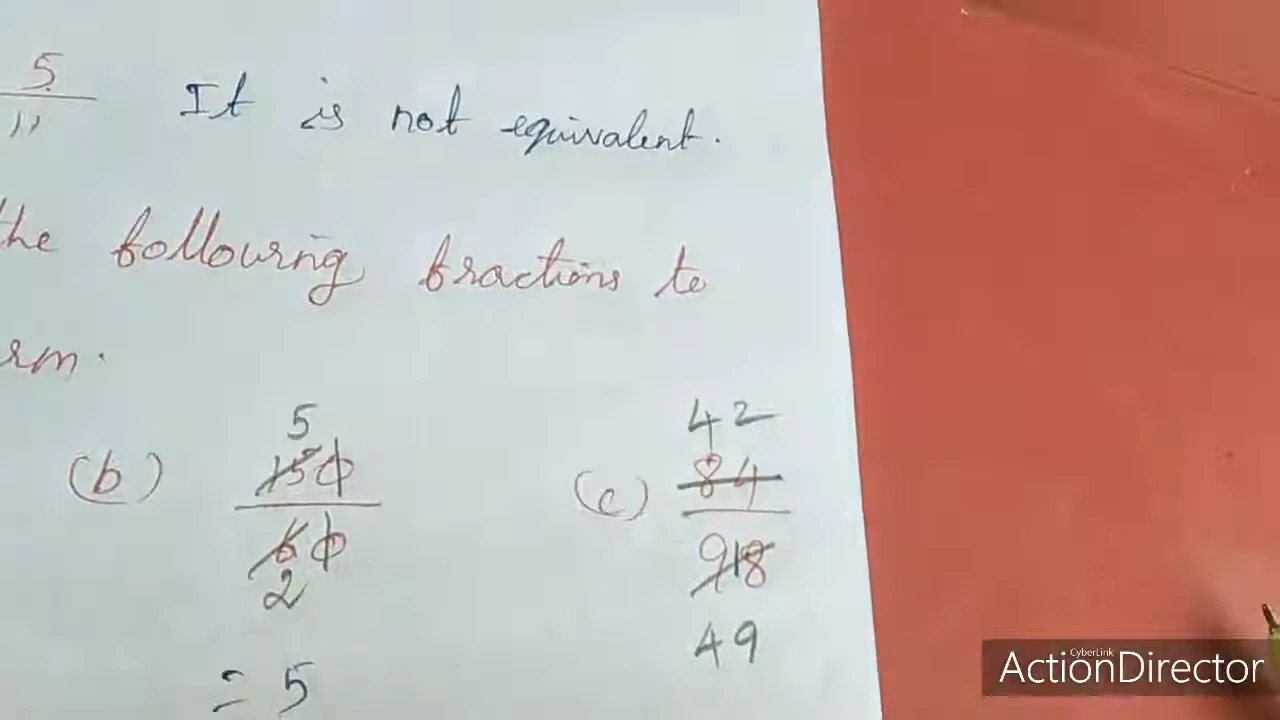 5
11 It is not equivalent.
the following fractions to
rm.
5 42
(b) 150 (c) 84
60 98
2 49
= 5
CyberLink
ActionDirector